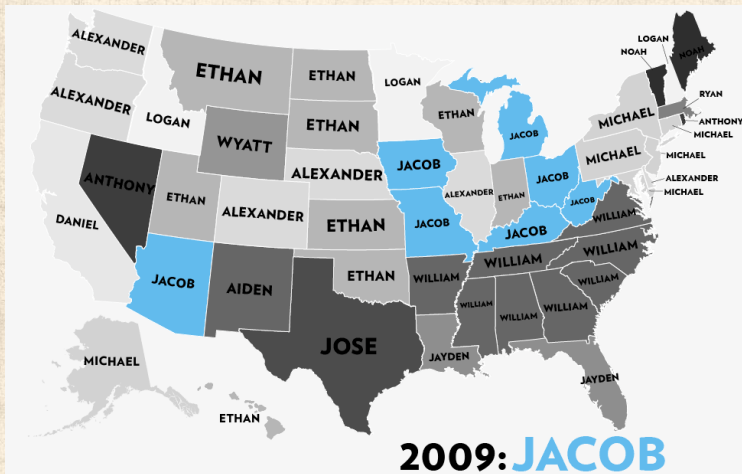 ALEXANDER
LOGAN
NOAH
NOAH
ETHAN
ETHAN
LOGAN
RYAN
ALEXANDER
LOGAN
ETHAN
ETHAN
MICHAEL
ANTHONY
MICHAEL
WYATT
JACOB
MICHAEL
MICHAEL
ALEXANDER
JACOB
ANTHONY
ETHAN
ALEXANDER
ETHAN
JACOB
ALEXANDER
MICHAEL
JACOB
DANIEL
ALEXANDER
ETHAN
JACOB
JACOB
WILLIAM
WILLIAM
JACOB
AIDEN
ETHAN
WILLIAM
WILLIAM
WILLIAM
WILLIAM
WILLIAM
WILLIAM
JOSE
MICHAEL
JAYDEN
JAYDEN
ETHAN
2009: JACOB